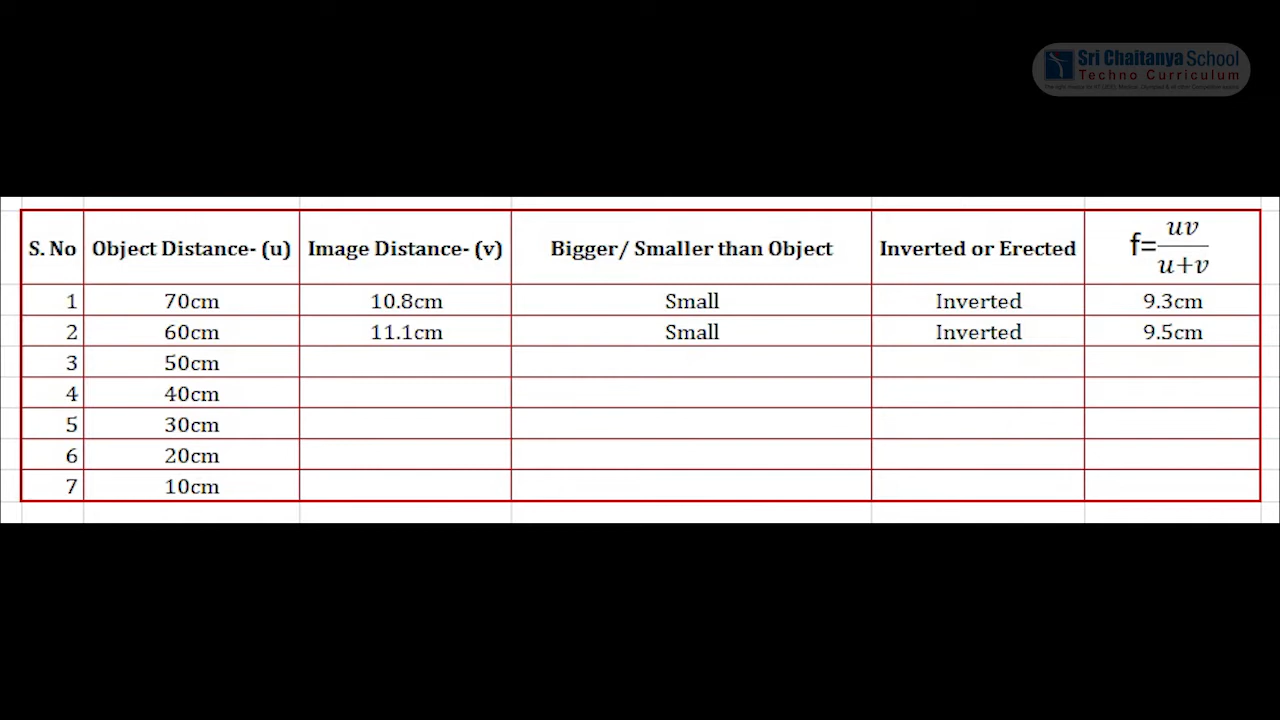 Sri Chaitanya School
Techno Curriculum
S. No Object Distance- (u) Image Distance- (v) Bigger/ Smaller than Object Inverted or Erected f=uv/u+v
1 70cm 10.8cm Small Inverted 9.3cm
2 60cm 11.1cm Small Inverted 9.5cm
3 50cm
4 40cm
5 30cm
6 20cm
7 10cm